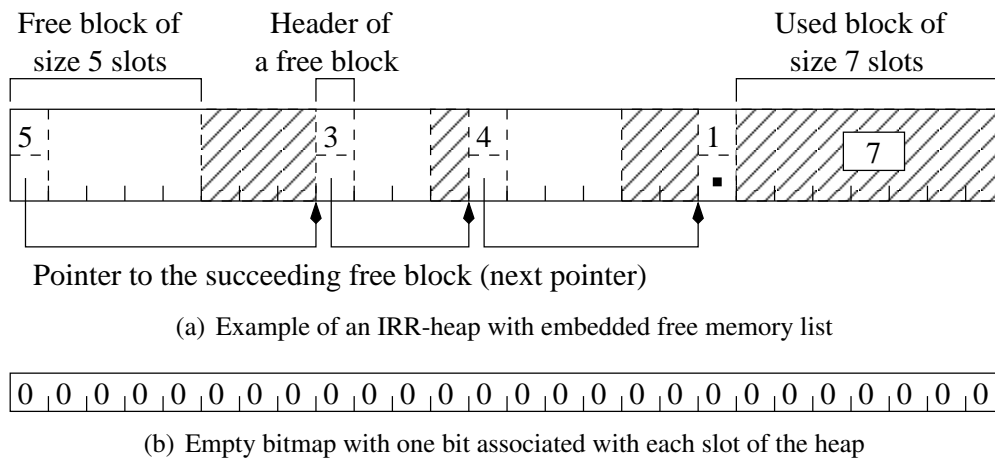 Free block of
size 5 slots
Header of
a free block
Used block of
size 7 slots
5 3 4 1 7
Pointer to the succeeding free block (next pointer)
(a) Example of an IRR-heap with embedded free memory list
0 0 0 0 0 0 0 0 0 0 0 0 0 0 0 0 0 0 0 0 0 0 0 0 0 0
(b) Empty bitmap with one bit associated with each slot of the heap